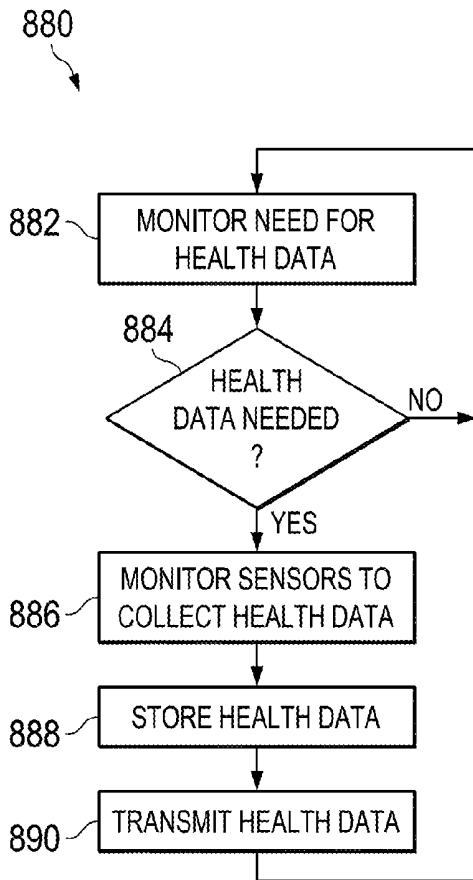 880
882
MONITOR NEED FOR
HEALTH DATA
884
HEALTH
DATA NEEDED
?
NO
YES
886
MONITOR SENSORS TO
COLLECT HEALTH DATA
888
STORE HEALTH DATA
890
TRANSMIT HEALTH DATA